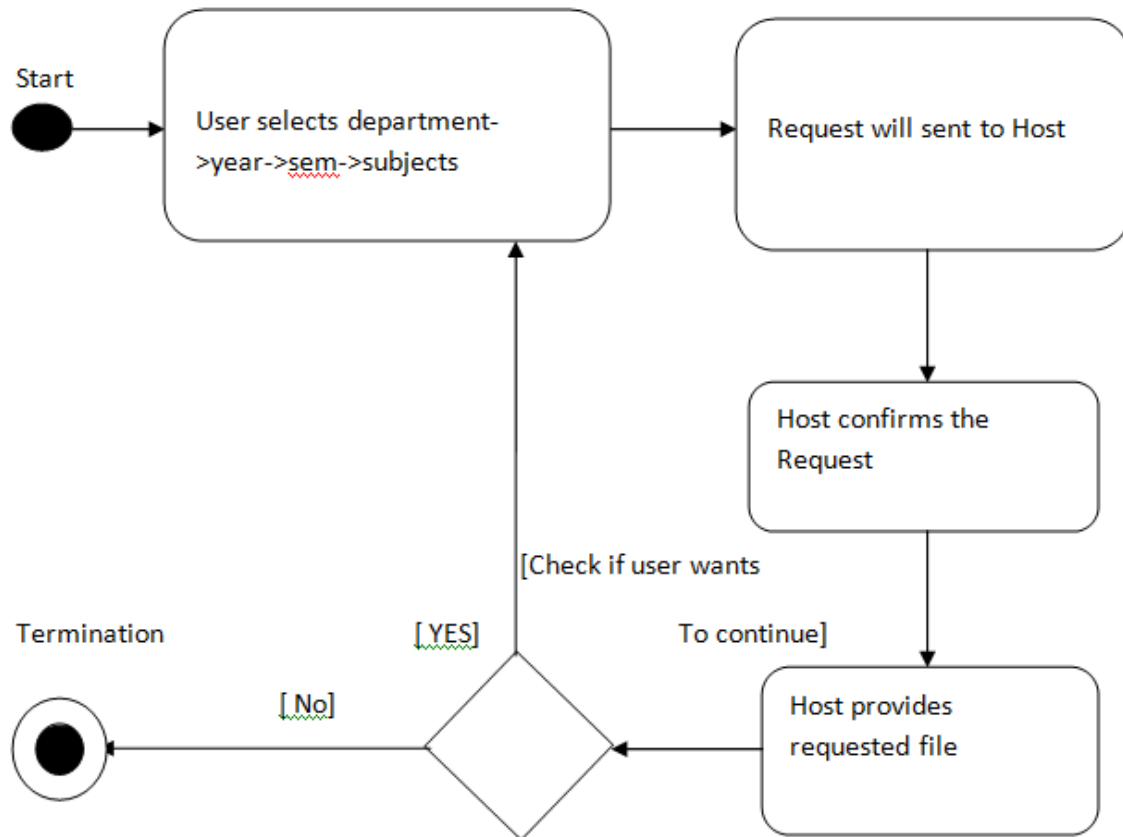 Start
User selects department-
>year->sem->subjects
Request will sent to Host
Host confirms the
Request
[Check if user wants
To continue]
Host provides
requested file
[ YES]
[ No]
Termination